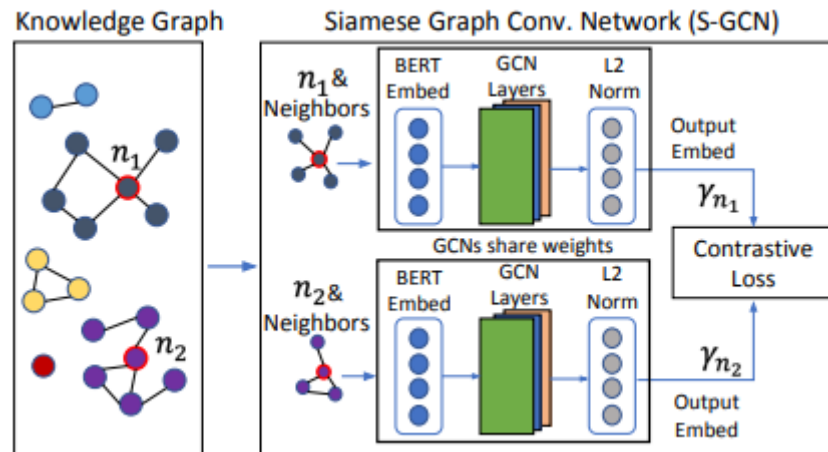 Knowledge Graph
Siamese Graph Conv. Network (S-GCN)
n₁
n₂
n₁&
Neighbors
BERT
Embed
GCN
Layers
L2
Norm
Output
Embed
γn₁
GCNs share weights
Contrastive
Loss
n₂&
Neighbors
BERT
Embed
GCN
Layers
L2
Norm
γn₂
Output
Embed